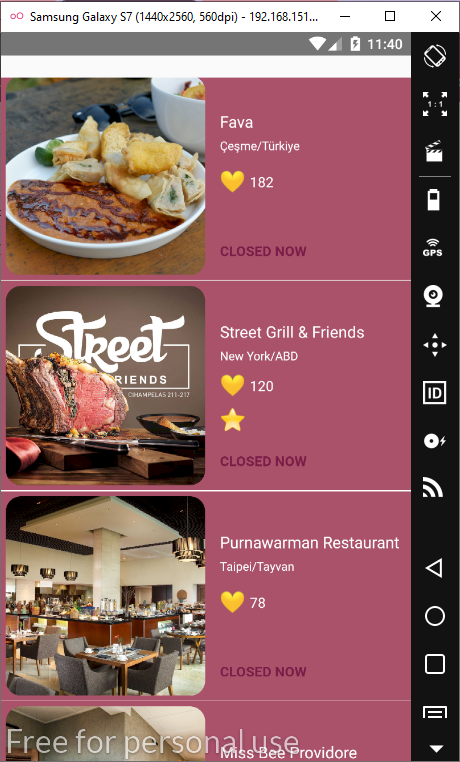 Samsung Galaxy S7 (1440x2560, 560dpi) - 192.168.151...
11:40
1:1
Fava
Çeşme/Türkiye
182
CLOSED NOW
GPS
Street
FRIENDS
CIHAMPELAS 211-217
Street Grill & Friends
New York/ABD
120
CLOSED NOW
ID
Purnawarman Restaurant
Taipei/Tayvan
78
CLOSED NOW
Free for personal use
Miss Bee Providore